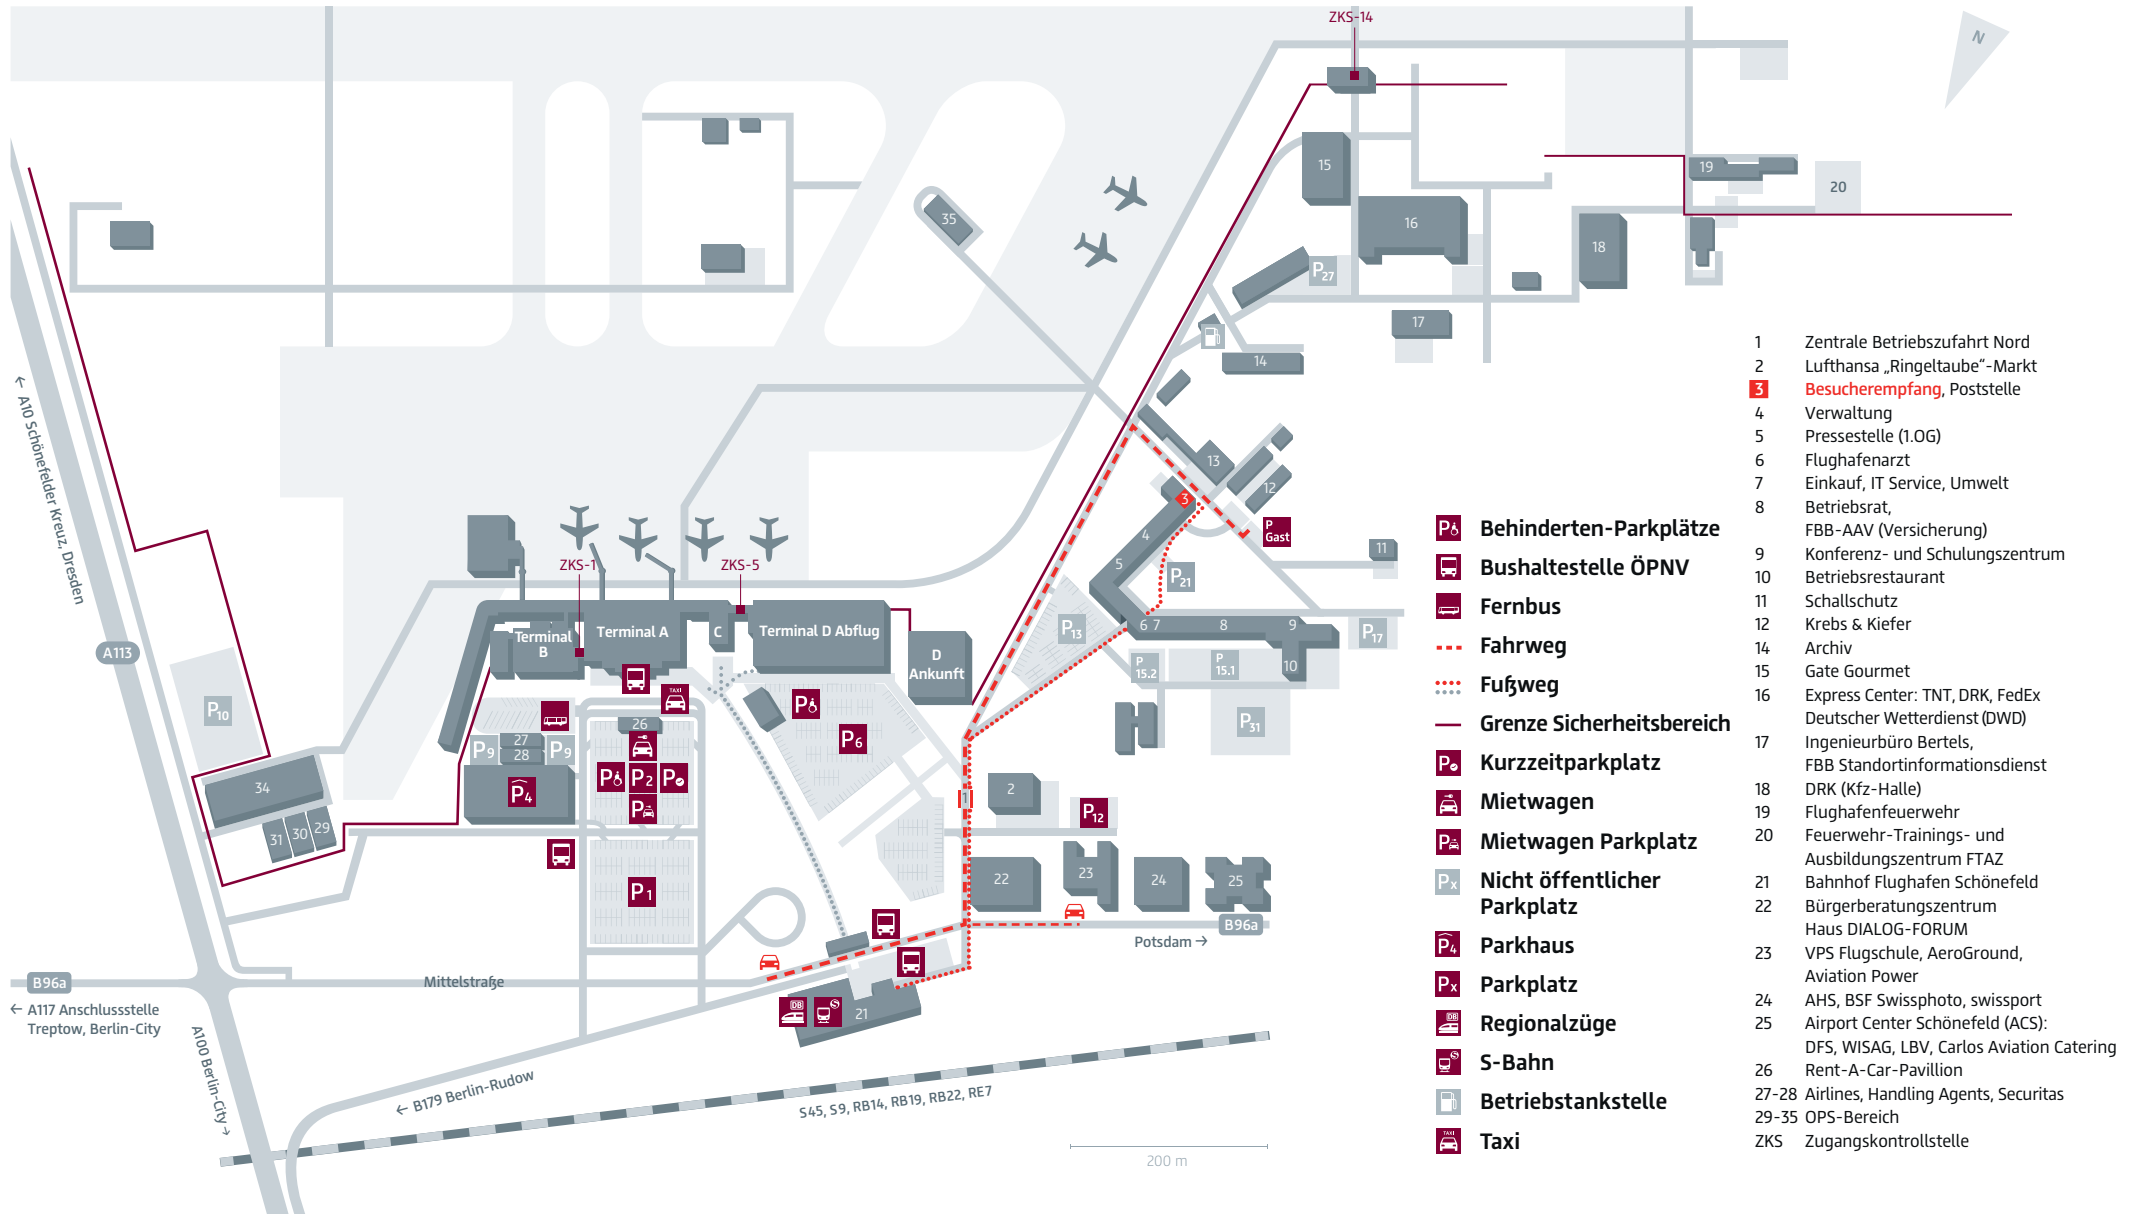 ZKS-14
N
15
19
20
35
16
18
P27
17
14
← A10 Schönefelder Kreuz, Dresden
13
12
3
P
Gast
4
5
11
P21
ZKS-1
ZKS-5
Terminal
B
Terminal A
C
Terminal D Abflug
D
Ankunft
P13
6 7
8
9
P17
P
15.2
P
15.1
10
A113
P10
TAXI
P
P6
P31
26
27
28
P9
P9
P4
P
P2
P
P
34
31
30
29
1
2
P12
P1
22
23
24
25
B96a
Potsdam →
B96a
Mittelstraße
← A117 Anschlussstelle
Treptow, Berlin-City
A100 Berlin-City →
DB
S
21
← B179 Berlin-Rudow
S45, S9, RB14, RB19, RB22, RE7
200 m
P Behinderten-Parkplätze
Bushaltestelle ÖPNV
Fernbus
Fahrweg
Fußweg
Grenze Sicherheitsbereich
P Kurzzeitparkplatz
Mietwagen
P Mietwagen Parkplatz
Px Nicht öffentlicher
Parkplatz
P4 Parkhaus
Px Parkplatz
DB Regionalzüge
S S-Bahn
Betriebstankstelle
TAXI Taxi
1 Zentrale Betriebszufahrt Nord
2 Lufthansa „Ringeltaube“-Markt
3 Besucherempfang, Poststelle
4 Verwaltung
5 Pressestelle (1.OG)
6 Flughafenarzt
7 Einkauf, IT Service, Umwelt
8 Betriebsrat,
FBB-AAV (Versicherung)
9 Konferenz- und Schulungszentrum
10 Betriebsrestaurant
11 Schallschutz
12 Krebs & Kiefer
14 Archiv
15 Gate Gourmet
16 Express Center: TNT, DRK, FedEx
Deutscher Wetterdienst (DWD)
17 Ingenieurbüro Bertels,
FBB Standortinformationsdienst
18 DRK (Kfz-Halle)
19 Flughafenfeuerwehr
20 Feuerwehr-Trainings- und
Ausbildungszentrum FTAZ
21 Bahnhof Flughafen Schönefeld
22 Bürgerberatungszentrum
Haus DIALOG-FORUM
23 VPS Flugschule, AeroGround,
Aviation Power
24 AHS, BSF Swissphoto, swissport
25 Airport Center Schönefeld (ACS):
DFS, WISAG, LBV, Carlos Aviation Catering
26 Rent-A-Car-Pavillion
27-28 Airlines, Handling Agents, Securitas
29-35 OPS-Bereich
ZKS Zugangskontrollstelle